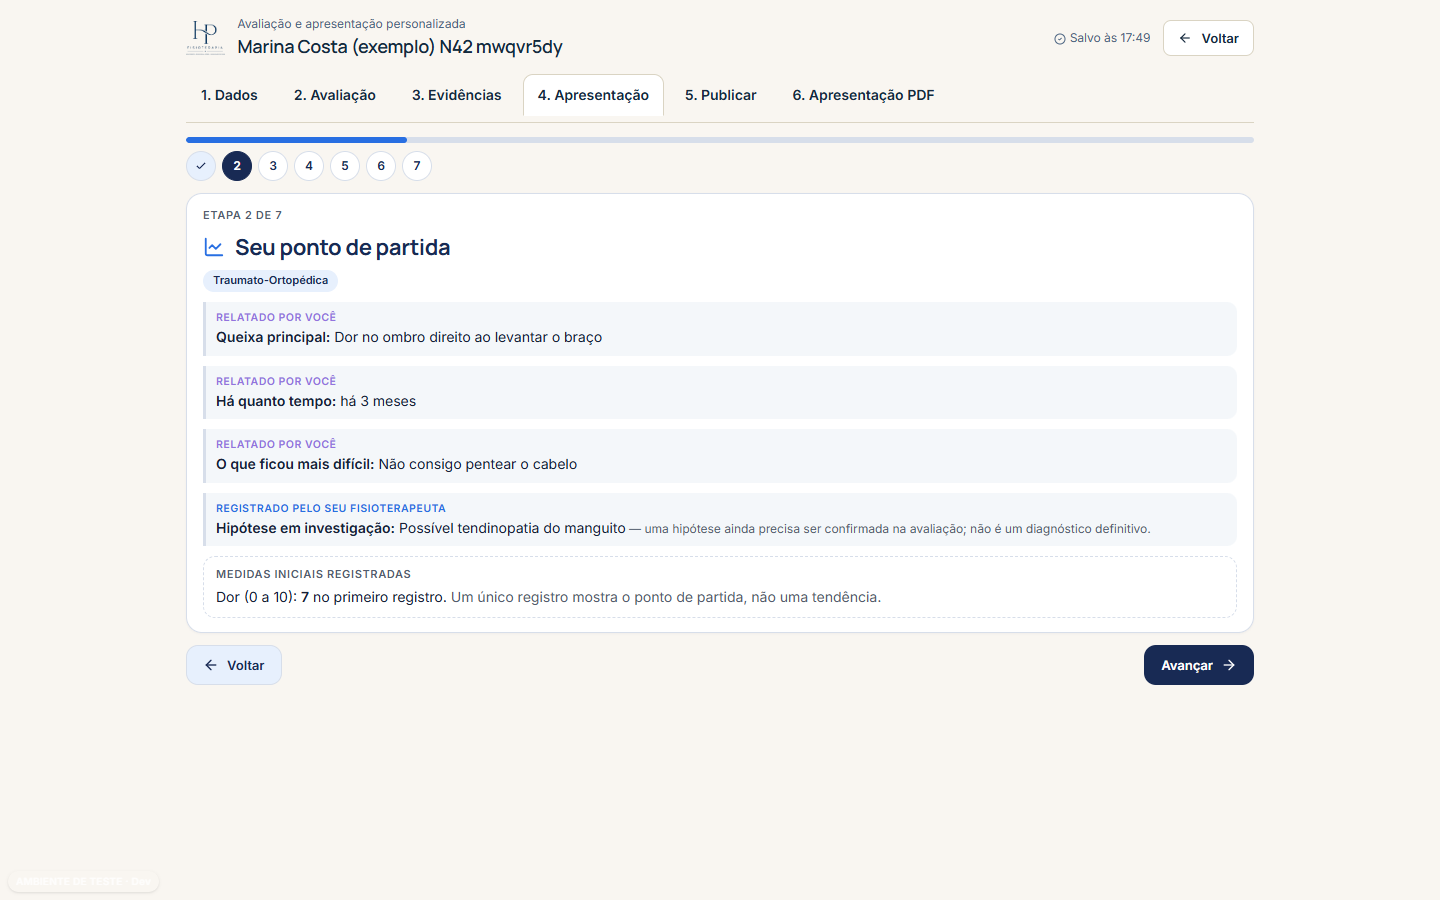 HP
FISIOTERAPIA
Avaliação e apresentação personalizada
Marina Costa (exemplo) N42 mwqvr5dy
Salvo às 17:49
Voltar
1. Dados
2. Avaliação
3. Evidências
4. Apresentação
5. Publicar
6. Apresentação PDF
2 3 4 5 6 7
ETAPA 2 DE 7
Seu ponto de partida
Traumato-Ortopédica
RELATADO POR VOCÊ
Queixa principal: Dor no ombro direito ao levantar o braço
RELATADO POR VOCÊ
Há quanto tempo: há 3 meses
RELATADO POR VOCÊ
O que ficou mais difícil: Não consigo pentear o cabelo
REGISTRADO PELO SEU FISIOTERAPEUTA
Hipótese em investigação: Possível tendinopatia do manguito — uma hipótese ainda precisa ser confirmada na avaliação; não é um diagnóstico definitivo.
MEDIDAS INICIAIS REGISTRADAS
Dor (0 a 10): 7 no primeiro registro. Um único registro mostra o ponto de partida, não uma tendência.
Voltar
Avançar
AMBIENTE DE TESTE